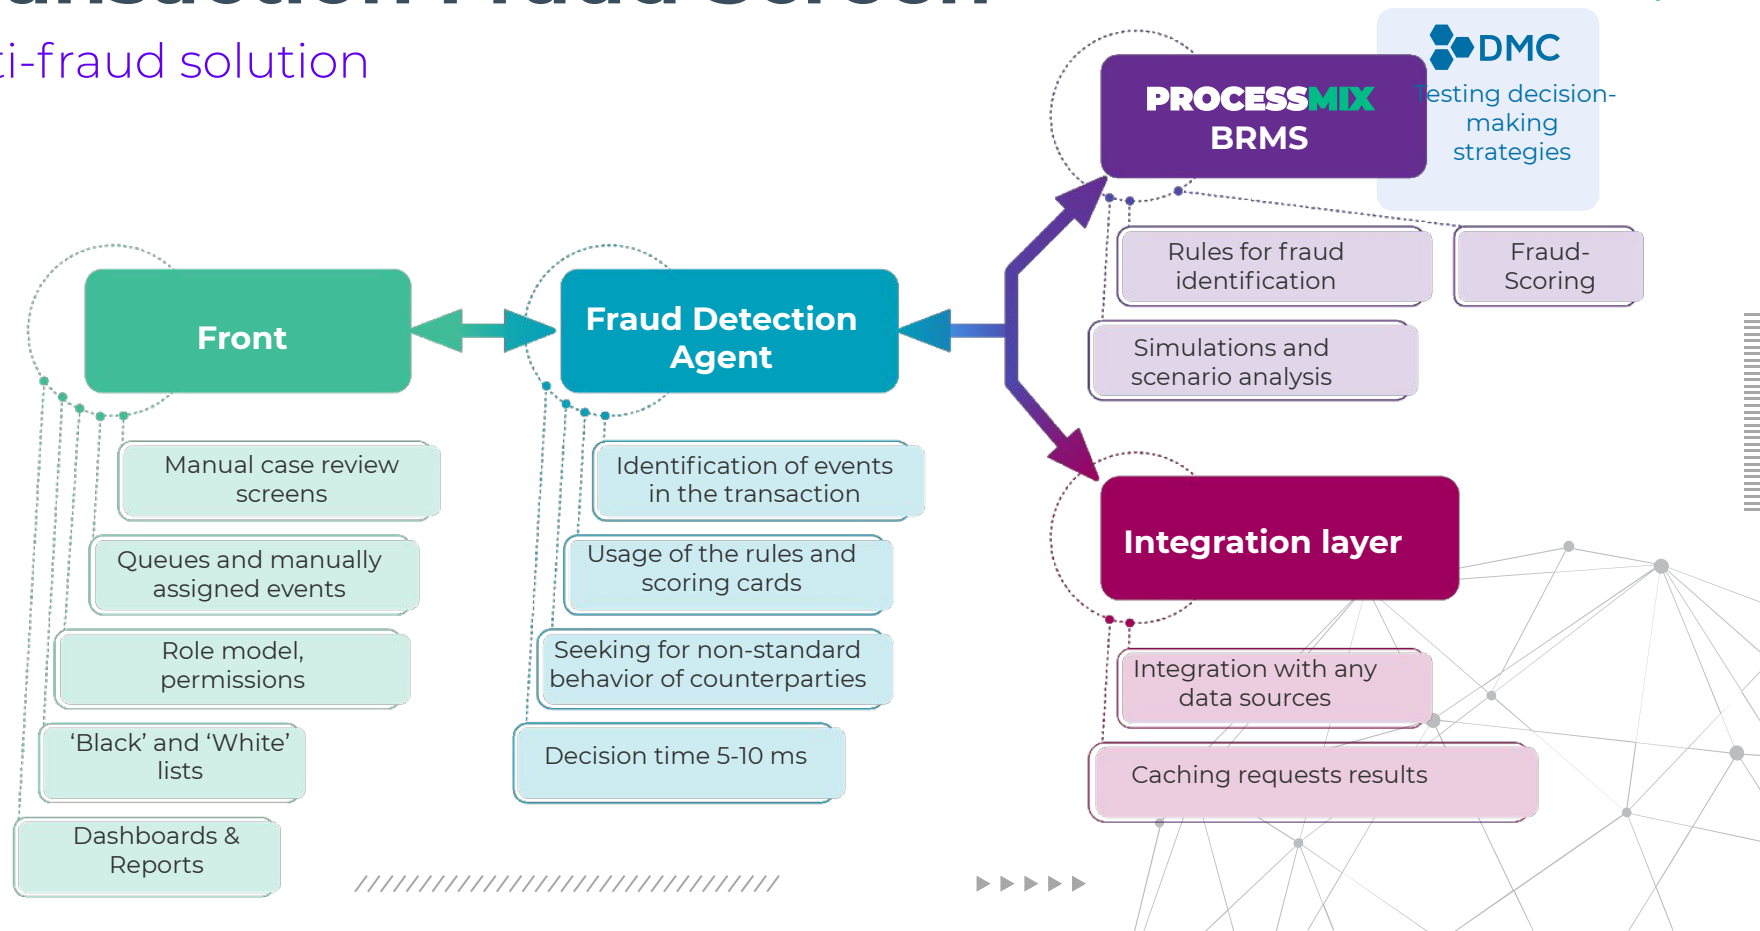 ti-fraud solution
DMC
Testing decision-
making
strategies
PROCESSMIX
BRMS
Rules for fraud
identification
Fraud-
Scoring
Simulations and
scenario analysis
Front
Manual case review
screens
Queues and manually
assigned events
Role model,
permissions
‘Black’ and ‘White’
lists
Dashboards &
Reports
Fraud Detection
Agent
Identification of events
in the transaction
Usage of the rules and
scoring cards
Seeking for non-standard
behavior of counterparties
Decision time 5-10 ms
Integration layer
Integration with any
data sources
Caching requests results